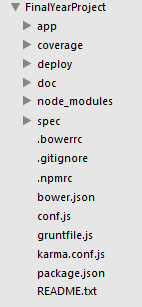 FinalYearProject
app
coverage
deploy
doc
node_modules
spec
.bowerrc
.gitignore
.npmrc
bower.json
conf.js
gruntfile.js
karma.conf.js
package.json
README.txt